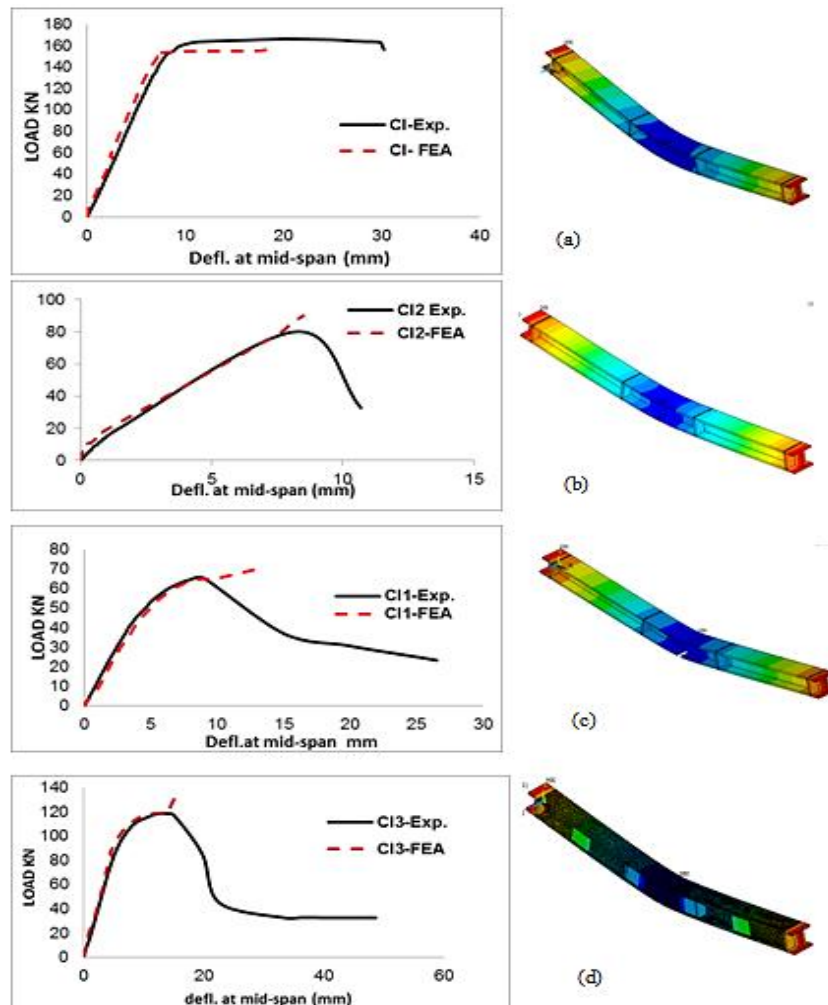 180
160
140
120
100
80
60
40
20
0
LOAD KN
CI-Exp.
CI- FEA
0 10 20 30 40
Defl. at mid-span (mm)
(a)
100
80
60
40
20
0
LOAD KN
CI2 Exp.
CI2-FEA
0 5 10 15
Defl. at mid-span (mm)
(b)
80
70
60
50
40
30
20
10
0
LOAD KN
CI1-Exp.
CI1-FEA
0 5 10 15 20 25 30
Defl.at mid-span mm
(c)
140
120
100
80
60
40
20
0
LOAD KN
CI3-Exp.
CI3-FEA
0 20 40 60
defl. at mid-span (mm)
(d)